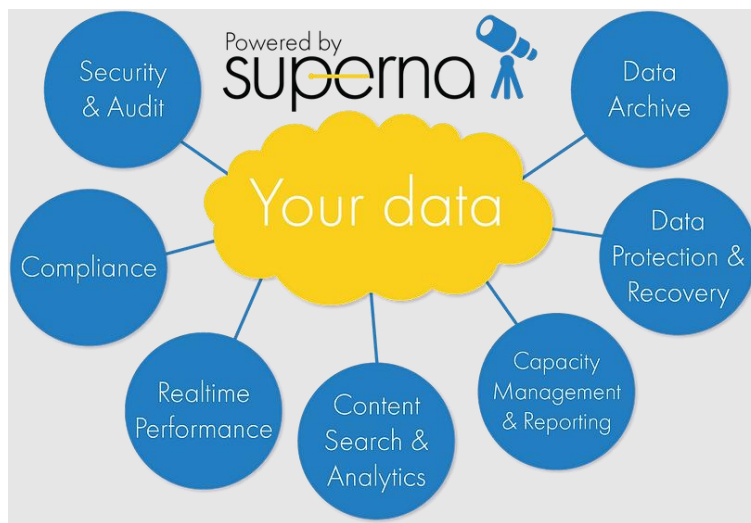 Powered by
superna
Security
& Audit
Data
Archive
Your data
Compliance
Data
Protection &
Recovery
Realtime
Performance
Content
Search &
Analytics
Capacity
Management
& Reporting